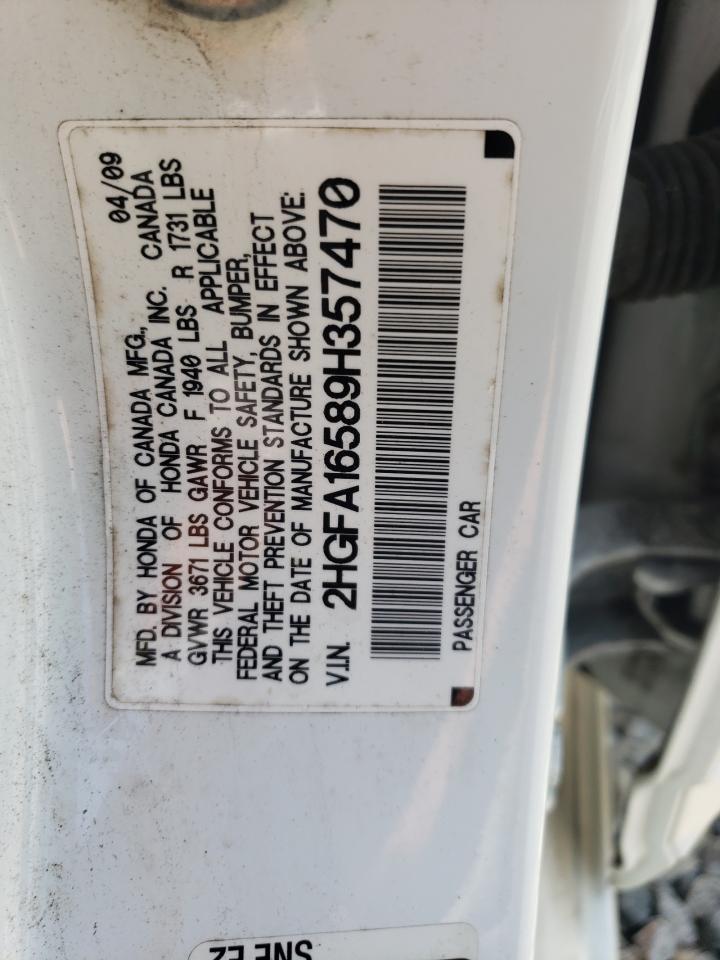 MFD. BY HONDA OF CANADA MFG., 04/09
A DIVISION OF HONDA CANADA INC. CANADA
GVWR 3671 LBS GAWR F 1940 LBS R 1731 LBS
THIS VEHICLE CONFORMS TO ALL APPLICABLE
FEDERAL MOTOR VEHICLE SAFETY, BUMPER,
AND THEFT PREVENTION STANDARDS IN EFFECT
ON THE DATE OF MANUFACTURE SHOWN ABOVE.
V.I.N. 2HGFA16589H357470
PASSENGER CAR